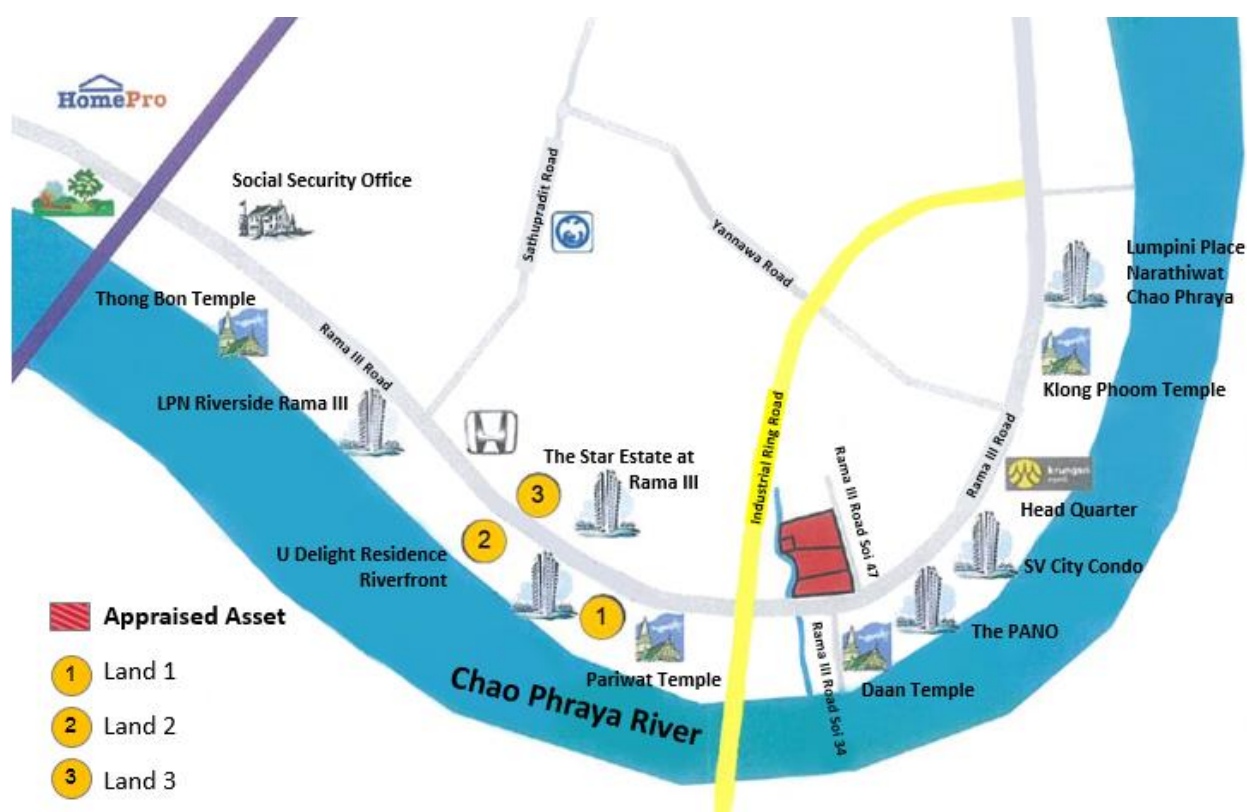 HomePro
Social Security Office
Sathupradit Road
Yannawa Road
Lumpini Place
Narathiwat
Chao Phraya
Thong Bon Temple
Rama III Road
Klong Phoom Temple
LPN Riverside Rama III
Industrial Ring Road
Rama III Road Soi 47
Rama III Road
The Star Estate at
Rama III
3
krungsri
Head Quarter
2
U Delight Residence
Riverfront
SV City Condo
1
The PANO
Appraised Asset
Rama III Road Soi 34
Pariwat Temple
Daan Temple
Chao Phraya River
1 Land 1
2 Land 2
3 Land 3